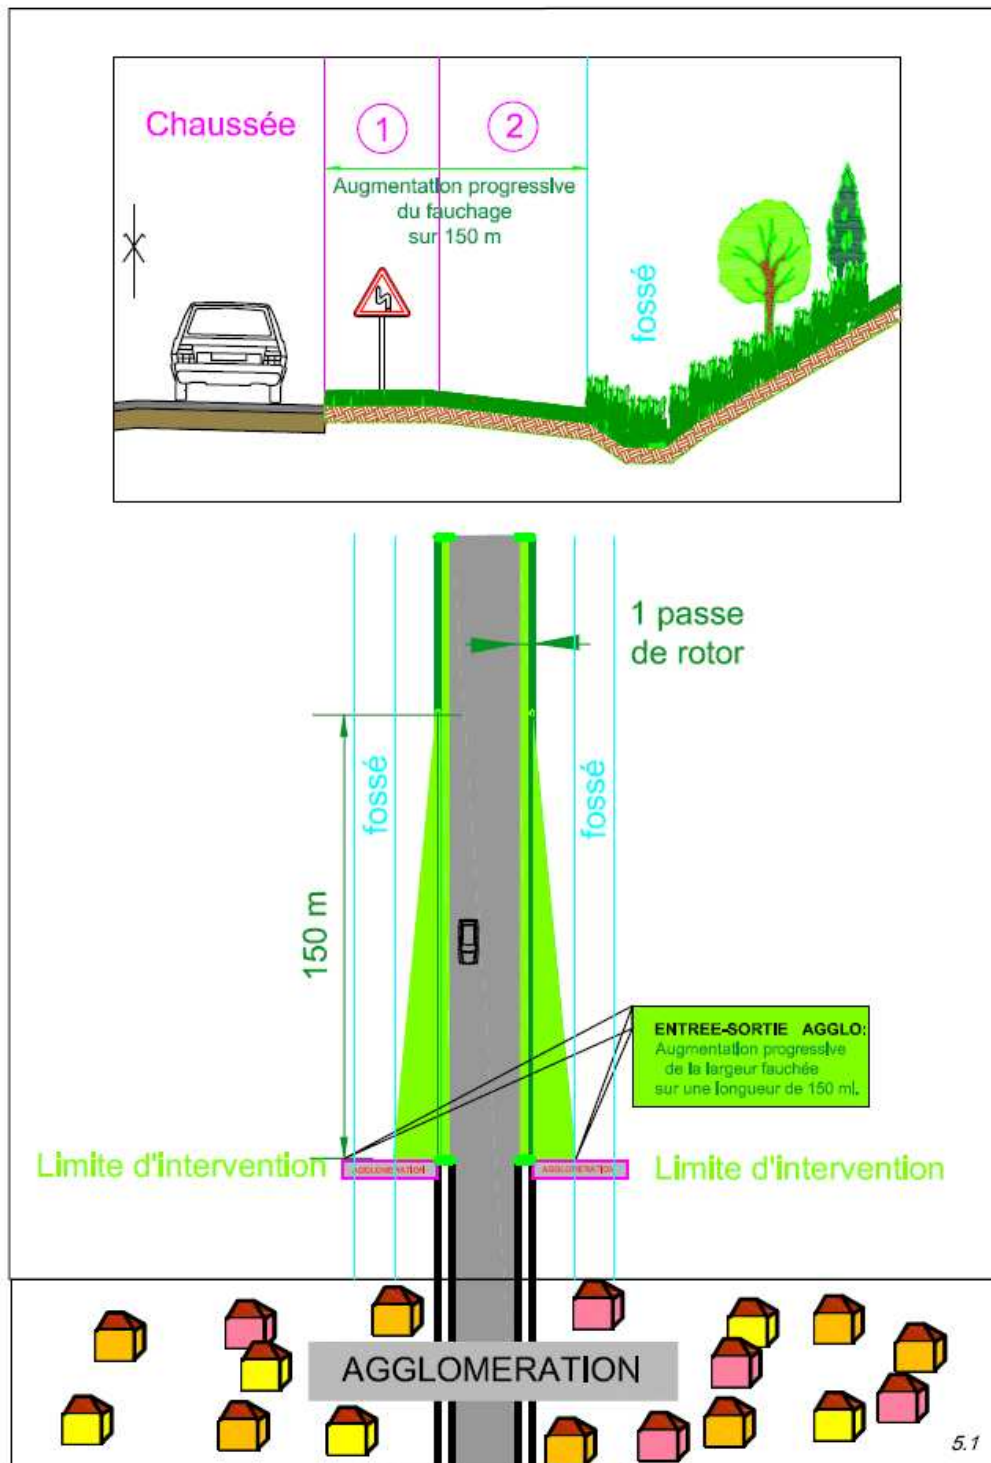 Chaussée
1
2
Augmentation progressive
du fauchage
sur 150 m
fossé
1 passe
de rotor
fossé
fossé
150 m
ENTREE-SORTIE AGGLO:
Augmentation progressive
de la largeur fauchée
sur une longueur de 150 ml.
Limite d'intervention
AGGLOMERATION
AGGLOMERATION
Limite d'intervention
AGGLOMERATION
5.1